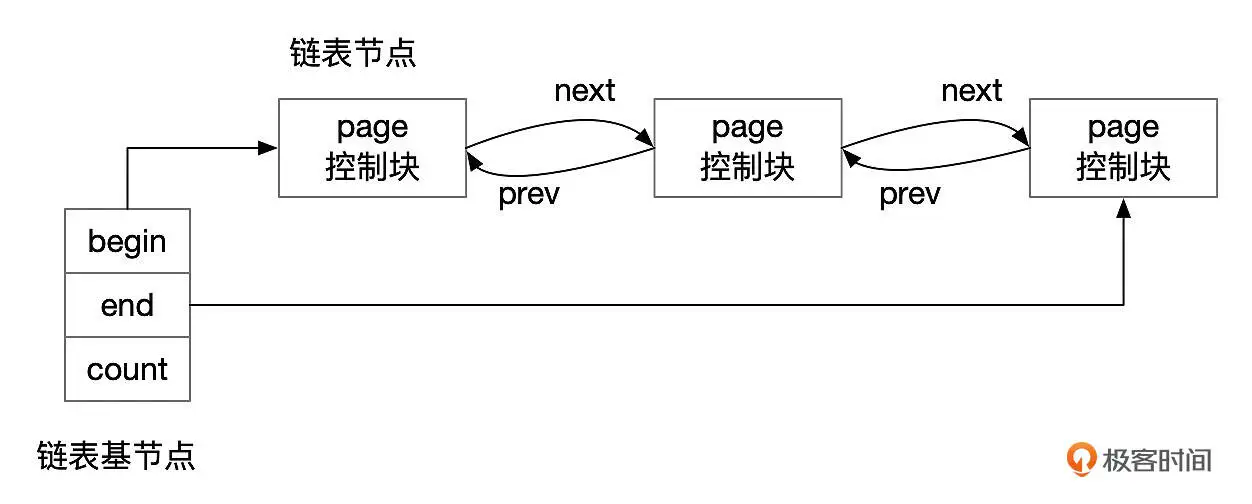 链表节点
next
next
page
控制块
page
控制块
page
控制块
prev
prev
begin
end
count
链表基节点
极客时间